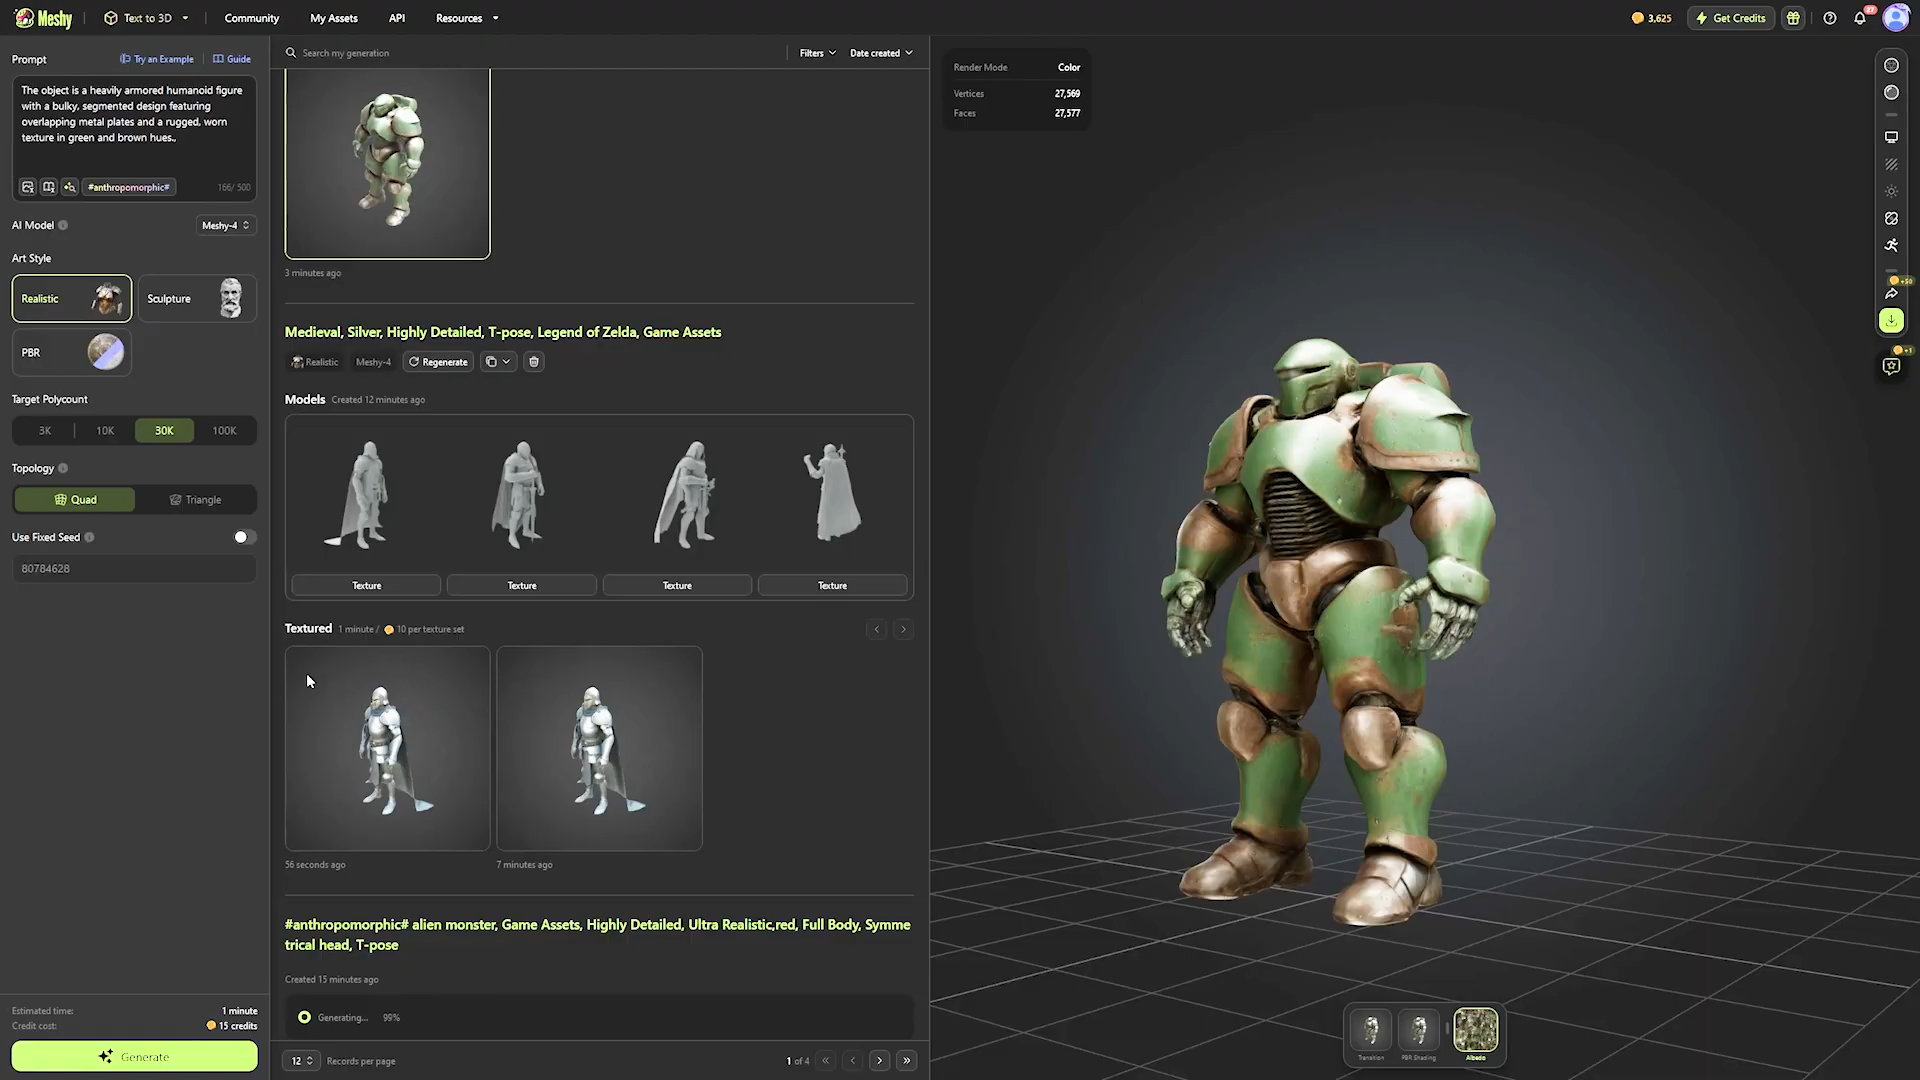 Meshy
Text to 3D
Community
My Assets
API
Resources
3,625
Get Credits
27
Prompt
Try an Example
Guide
The object is a heavily armored humanoid figure
with a bulky, segmented design featuring
overlapping metal plates and a rugged, worn
texture in green and brown hues..
#anthropomorphic#
166/ 500
AI Model
Meshy-4
Art Style
Realistic
Sculpture
PBR
Target Polycount
3K
10K
30K
100K
Topology
Quad
Triangle
Use Fixed Seed
80784628
Estimated time:
1 minute
Credit cost:
15 credits
Generate
Search my generation
Filters
Date created
3 minutes ago
Medieval, Silver, Highly Detailed, T-pose, Legend of Zelda, Game Assets
Realistic
Meshy-4
Regenerate
Models
Created 12 minutes ago
Texture
Texture
Texture
Texture
Textured
1 minute /
10 per texture set
56 seconds ago
7 minutes ago
#anthropomorphic# alien monster, Game Assets, Highly Detailed, Ultra Realistic,red, Full Body, Symme
trical head, T-pose
Created 15 minutes ago
Generating...
99%
12
Records per page
1 of 4
Render Mode
Color
Vertices
27,569
Faces
27,577
+50
+1
Transition
PBR Shading
Albedo